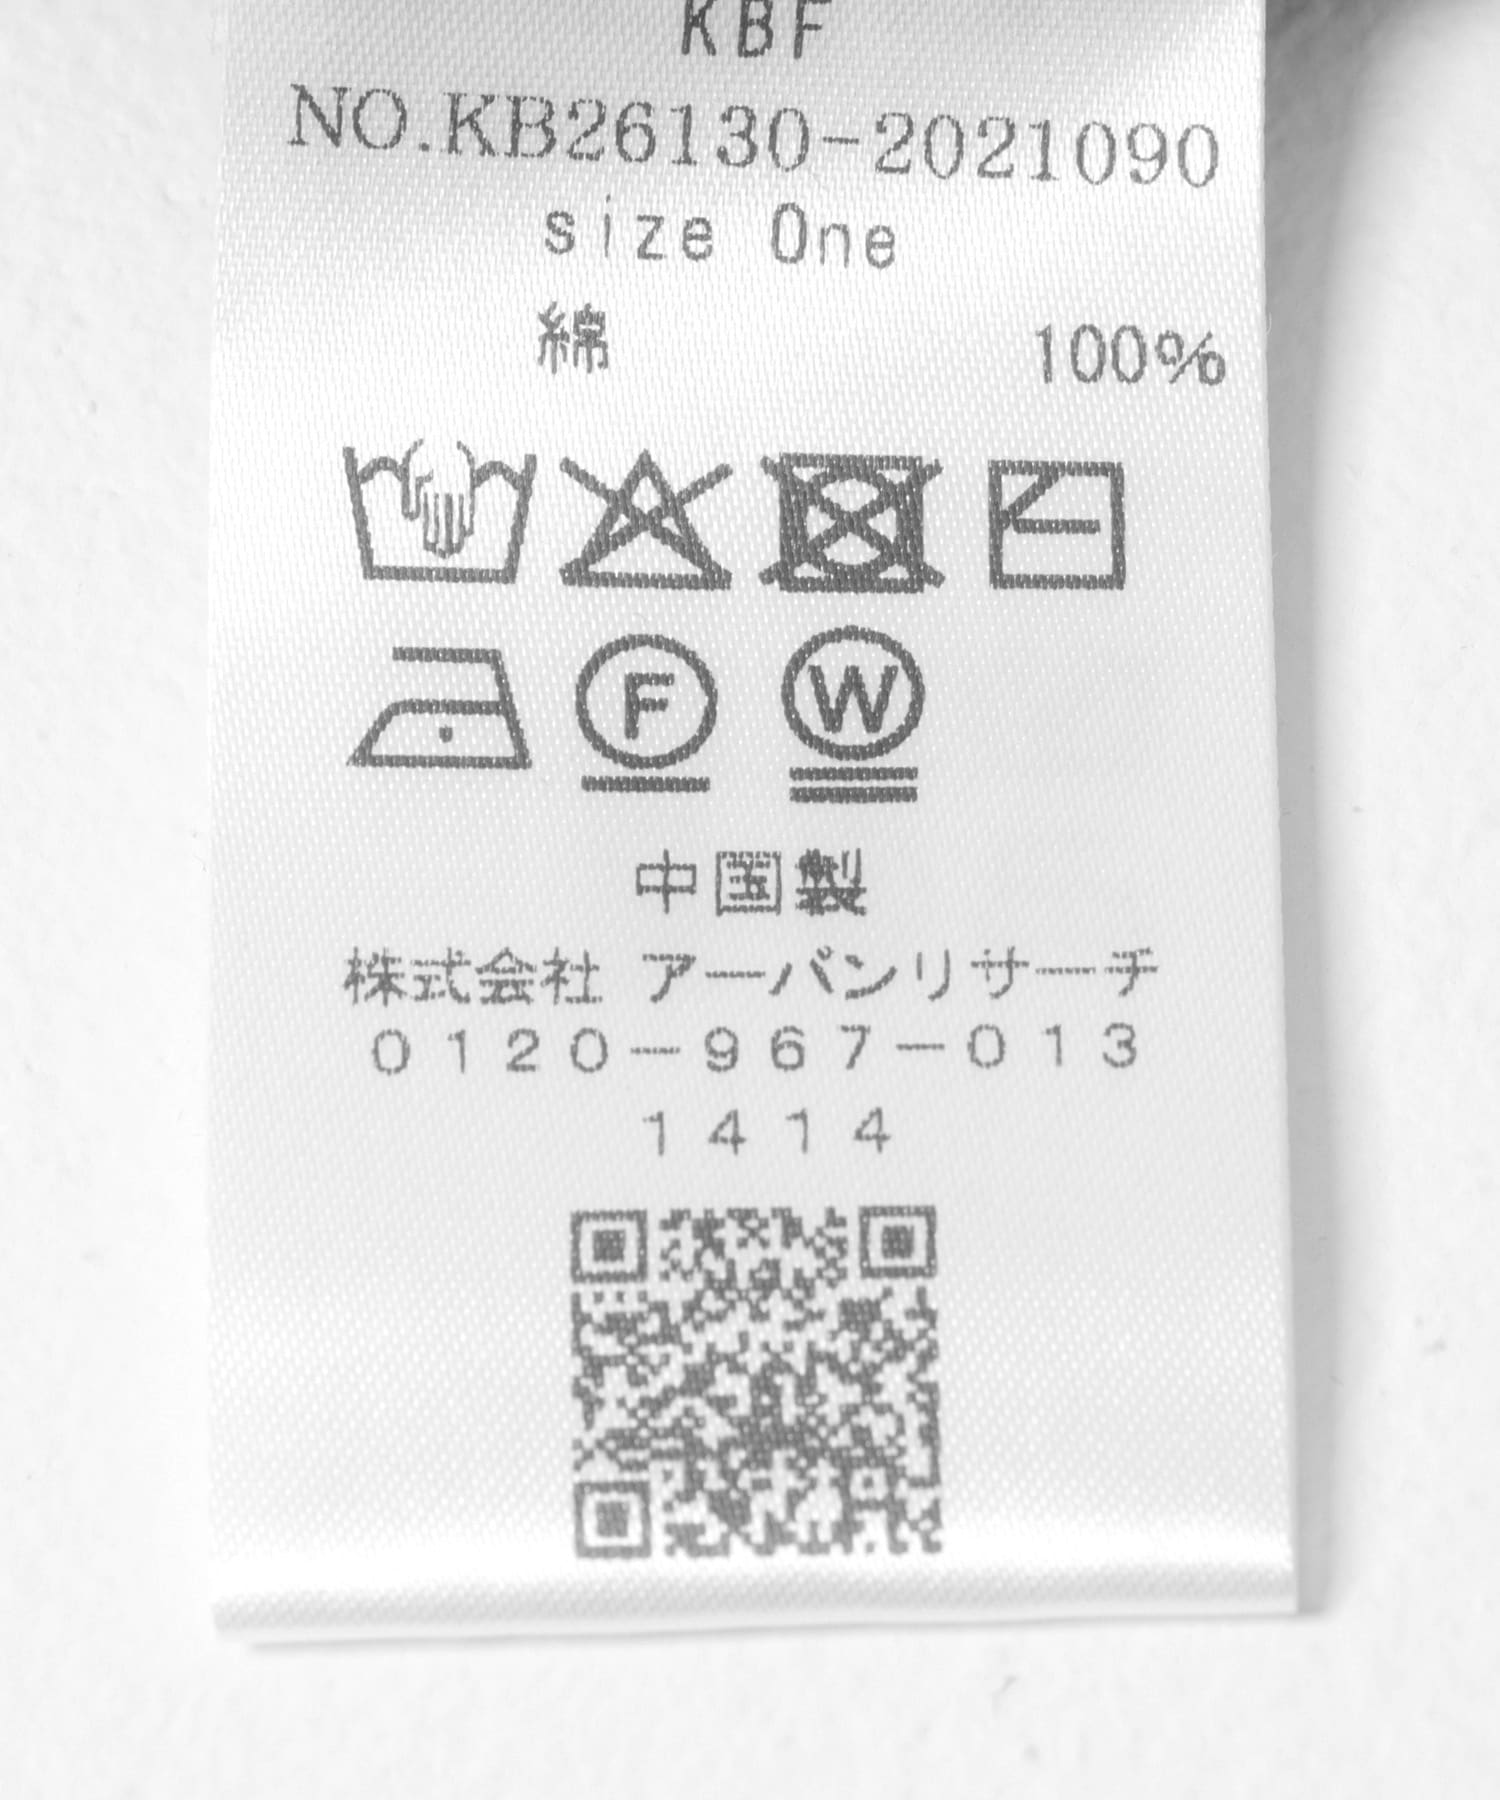 KBF
NO.KB26130-2021090
size One
綿 100%
F W
中国製
株式会社 アーバンリサーチ
0120-967-013
1414